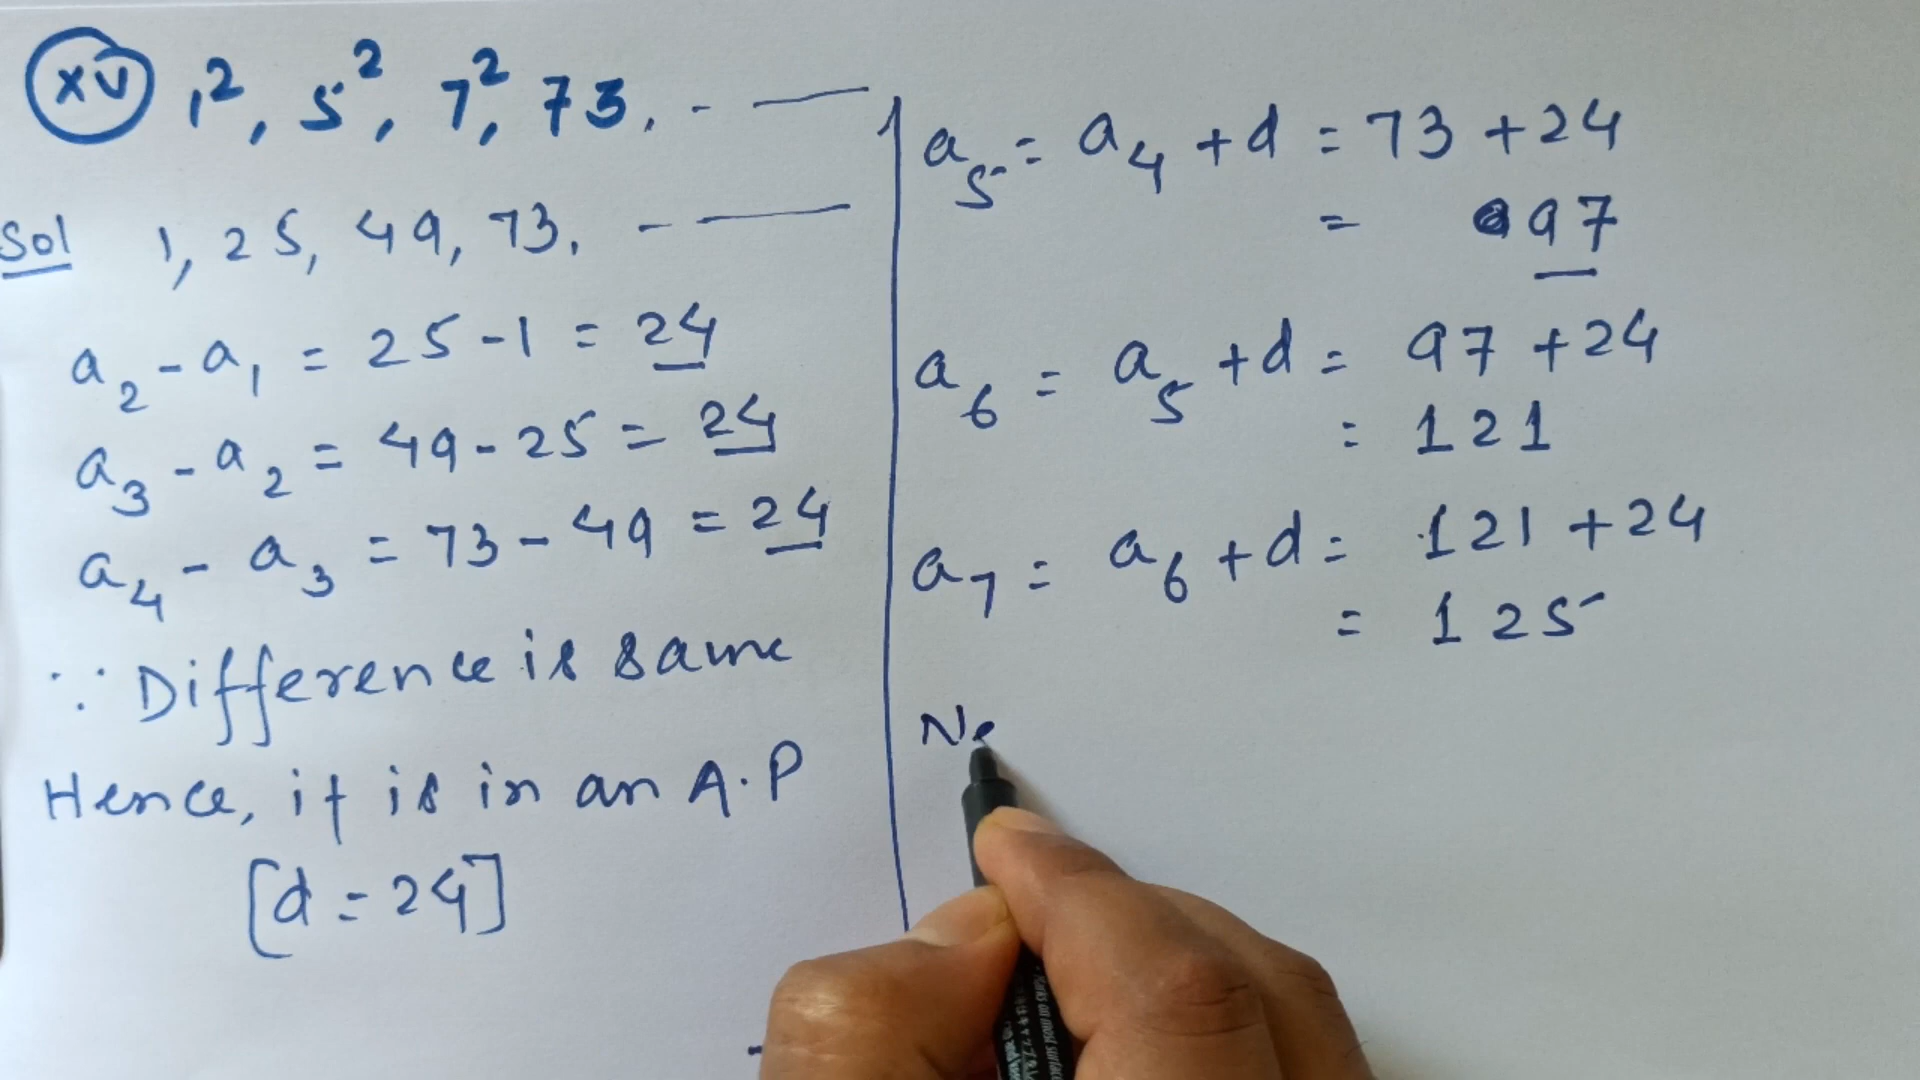 XV 1², 5², 7², 73, - —
Sol 1, 25, 49, 73, - —
a₂ - a₁ = 25 - 1 = 24
a₃ - a₂ = 49 - 25 = 24
a₄ - a₃ = 73 - 49 = 24
∵ Difference is same
Hence, it is in an A.P
[d = 24]
a₅ = a₄ + d = 73 + 24
= 97
a₆ = a₅ + d = 97 + 24
= 121
a₇ = a₆ + d = 121 + 24
= 125
Ne